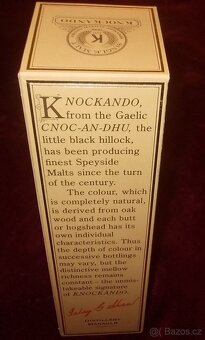 SINGLE MALT
K
KNOCKANDO
KNOCKANDO,
from the Gaelic
CNOC-AN-DHU, the
little black hillock,
has been producing
finest Speyside
Malts since the turn
of the century.
The colour, which
is completely natural,
is derived from oak
wood and each butt
or hogshead has its
own individual
characteristics. Thus
the depth of colour in
successive bottlings
may vary, but the
distinctive mellow
richness remains
constant — the unmis-
takeable signature of
of KNOCKANDO.
DISTILLERY
MANAGER
Bazos.cz